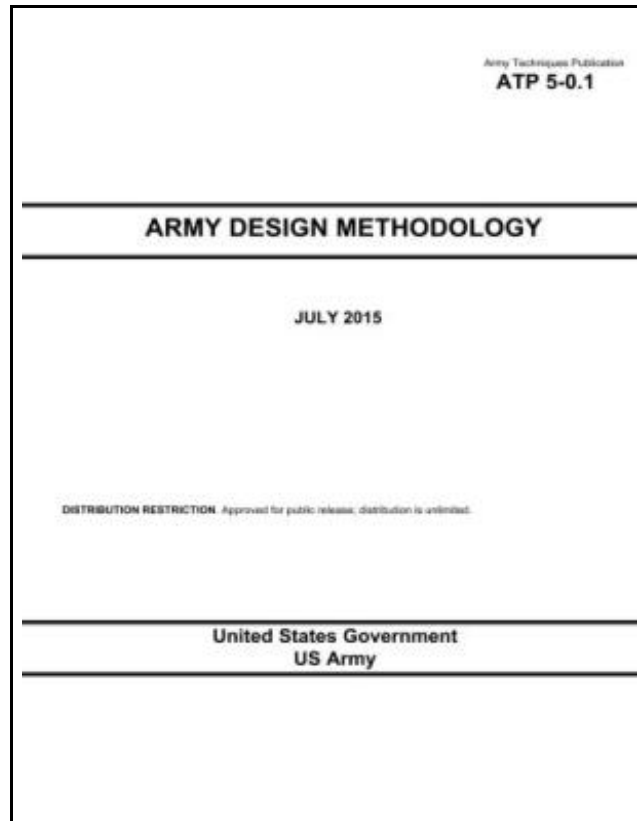 Army Techniques Publication
ATP 5-0.1
ARMY DESIGN METHODOLOGY
JULY 2015
DISTRIBUTION RESTRICTION. Approved for public release; distribution is unlimited.
United States Government
US Army